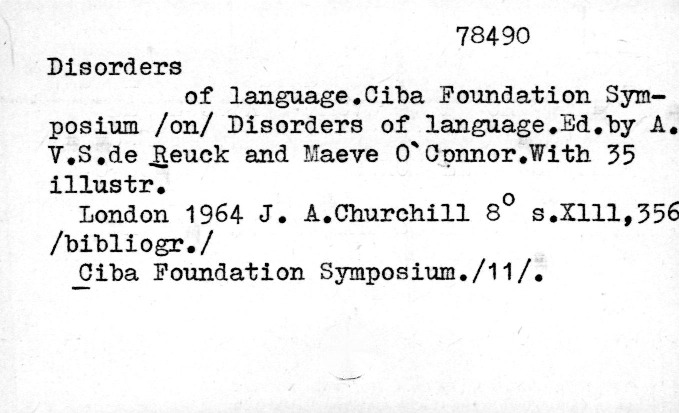 78490
Disorders
of language.Ciba Foundation Sym-
posium /on/ Disorders of language.Ed.by A.
V.S.de Reuck and Maeve O`Connor.With 35
illustr.
London 1964 J. A.Churchill 8° s.Xlll,356
/bibliogr./
Ciba Foundation Symposium./11/.